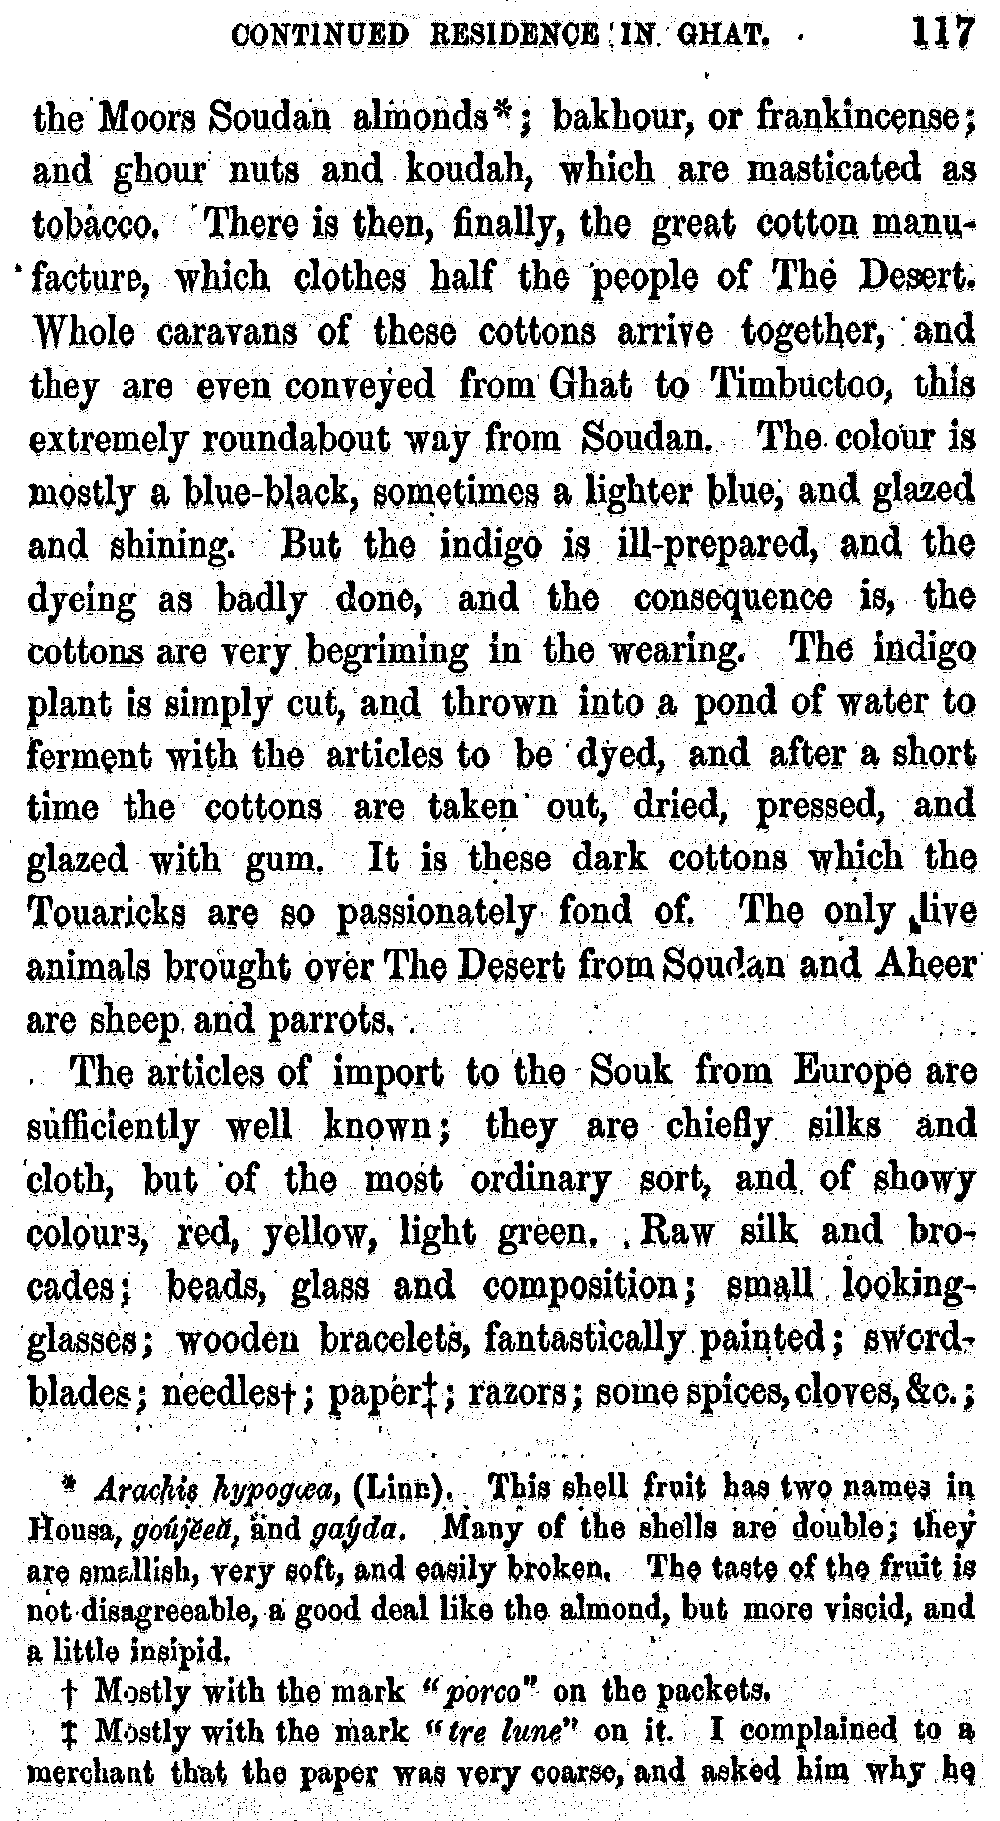 CONTINUED RESIDENCE IN GHAT. 117
the Moors Soudan almonds*; bakhour, or frankincense;
and ghour nuts and koudah, which are masticated as
tobacco. There is then, finally, the great cotton manu-
facture, which clothes half the people of The Desert.
Whole caravans of these cottons arrive together, and
they are even conveyed from Ghat to Timbuctoo, this
extremely roundabout way from Soudan. The colour is
mostly a blue-black, sometimes a lighter blue, and glazed
and shining. But the indigo is ill-prepared, and the
dyeing as badly done, and the consequence is, the
cottons are very begriming in the wearing. The indigo
plant is simply cut, and thrown into a pond of water to
ferment with the articles to be dyed, and after a short
time the cottons are taken out, dried, pressed, and
glazed with gum. It is these dark cottons which the
Touaricks are so passionately fond of. The only live
animals brought over The Desert from Soudan and Aheer
are sheep and parrots.
The articles of import to the Souk from Europe are
sufficiently well known; they are chiefly silks and
cloth, but of the most ordinary sort, and of showy
colours, red, yellow, light green. Raw silk and bro-
cades; beads, glass and composition; small looking-
glasses; wooden bracelets, fantastically painted; sword-
blades; needles†; paper‡; razors; some spices, cloves, &c.;
* Arachis hypogæa, (Linn). This shell fruit has two names in
Housa, goújĕeă, and gaýda. Many of the shells are double; they
are smallish, very soft, and easily broken. The taste of the fruit is
not disagreeable, a good deal like the almond, but more viscid, and
a little insipid.
† Mostly with the mark "porco" on the packets.
‡ Mostly with the mark "tre lune" on it. I complained to a
merchant that the paper was very coarse, and asked him why he